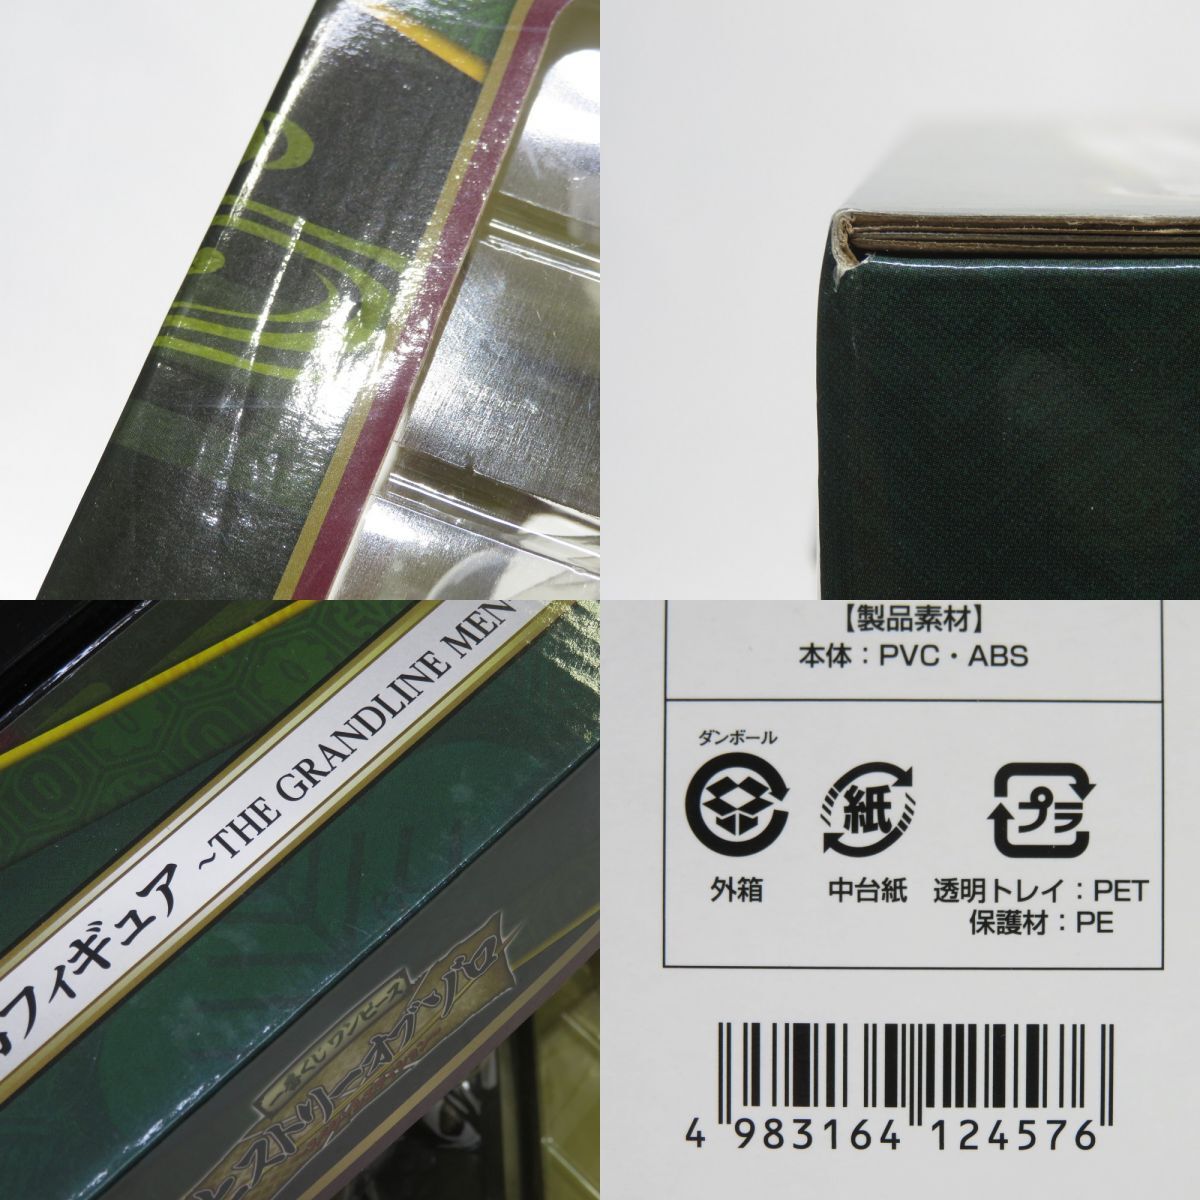 フィギュア ~THE GRANDLINE MEN
一番くじ ワンピース
ヒストリーオブゾロ
【製品素材】
本体：PVC・ABS
ダンボール
紙
プラ
外箱
中台紙
透明トレイ：PET
保護材：PE
4 983164 124576